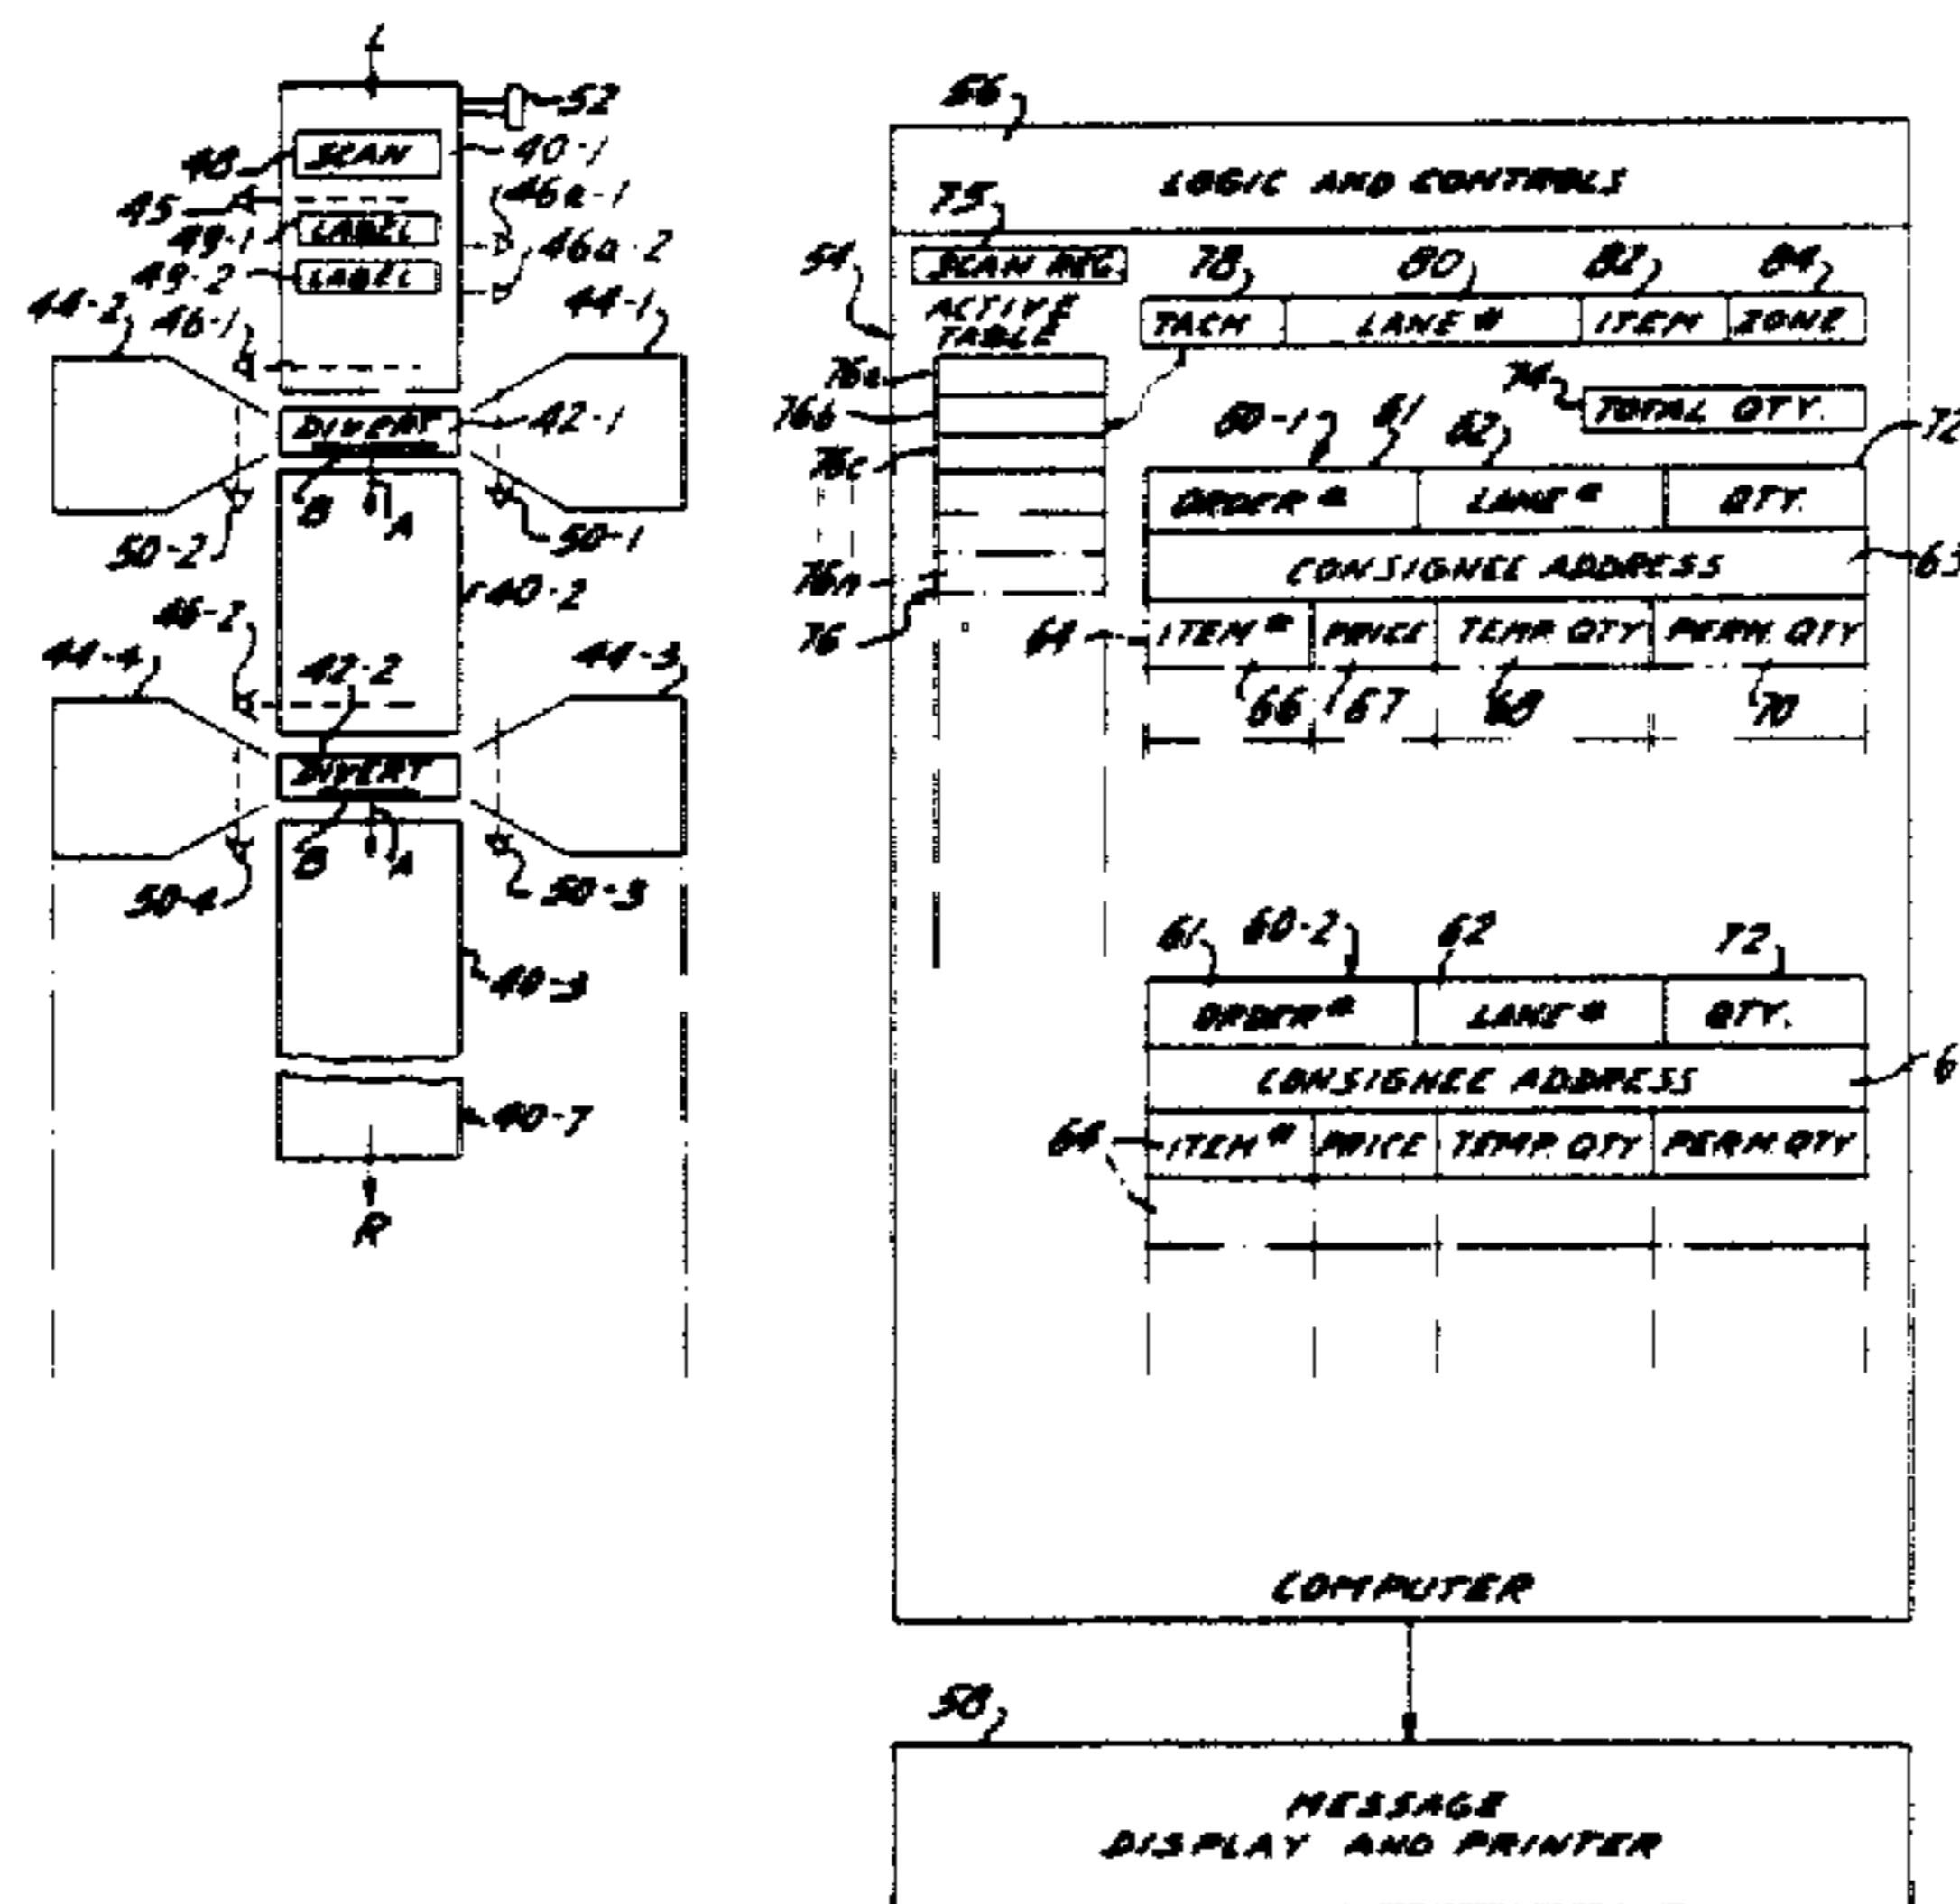 L
52
48
SCAN
40-1
45
46a-1
49-1
LABEL
46a-2
49-2
LABEL
44-2
46-1
44-1
DIVERT
42-1
B
A
50-2
50-1
40-2
46-2
44-4
42-2
44-3
DIVERT
B
A
50-4
50-3
40-3
40-7
R
56
LOGIC AND CONTROLS
75
54
SCAN REG.
78
80
82
84
ACTIVE
TABLE
TACH
LANE #
ITEM
ZONE
76a
74
76b
60-1
61
62
TOTAL QTY.
72
76c
ORDER #
LANE #
QTY.
CONSIGNEE ADDRESS
63
76n
76
64
ITEM #
PRICE
TEMP. QTY
PERM. QTY
66
67
68
70
61
60-2
62
72
ORDER #
LANE #
QTY.
CONSIGNEE ADDRESS
6
64
ITEM #
PRICE
TEMP. QTY
PERM. QTY
COMPUTER
58
MESSAGE
DISPLAY AND PRINTER